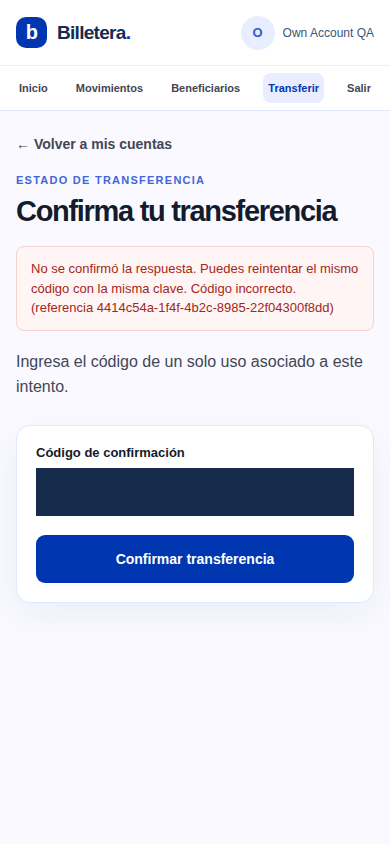 b Billetera. O Own Account QA
Inicio Movimientos Beneficiarios Transferir Salir
← Volver a mis cuentas
ESTADO DE TRANSFERENCIA
Confirma tu transferencia
No se confirmó la respuesta. Puedes reintentar el mismo
código con la misma clave. Código incorrecto.
(referencia 4414c54a-1f4f-4b2c-8985-22f04300f8dd)
Ingresa el código de un solo uso asociado a este
intento.
Código de confirmación
Confirmar transferencia